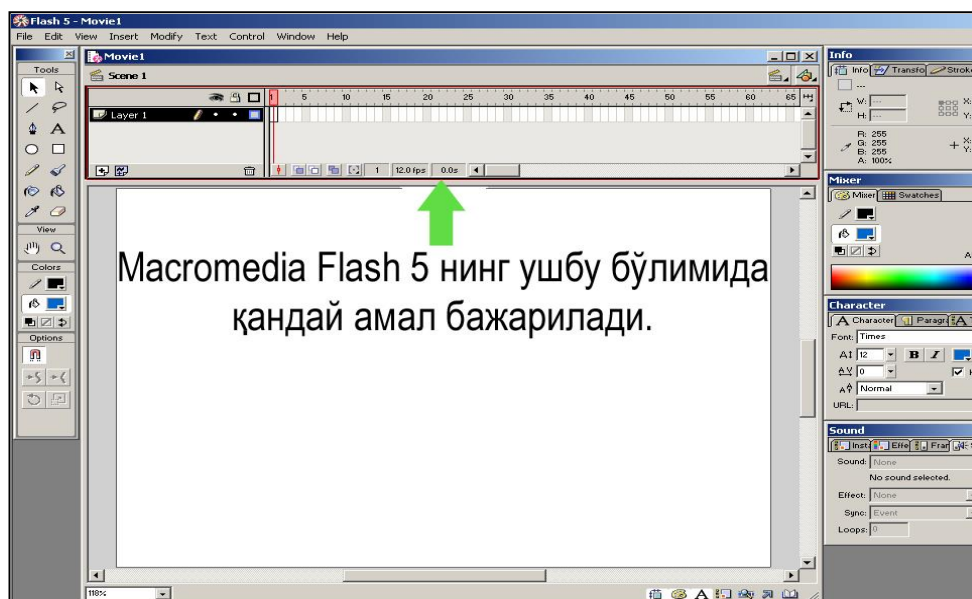 Flash 5 - Movie1
File Edit View Insert Modify Text Control Window Help
Tools
View
Colors
Options
Movie1
Scene 1
1 5 10 15 20 25 30 35 40 45 50 55 60 65
Layer 1
1 12.0 fps 0.0s
Macromedia Flash 5 нинг ушбу бўлимида
қандай амал бажарилади.
118%
Info
Info Transfo Stroke
W:
H:
X:
Y:
R: 255
G: 255
B: 255
A: 100%
X:
Y:
Mixer
Mixer Swatches
Character
Character Paragra
Font: Times
12 B I
0
Normal
URL:
Sound
Insta Effe Fran
Sound: None
No sound selected.
Effect: None
Sync: Event
Loops: 0